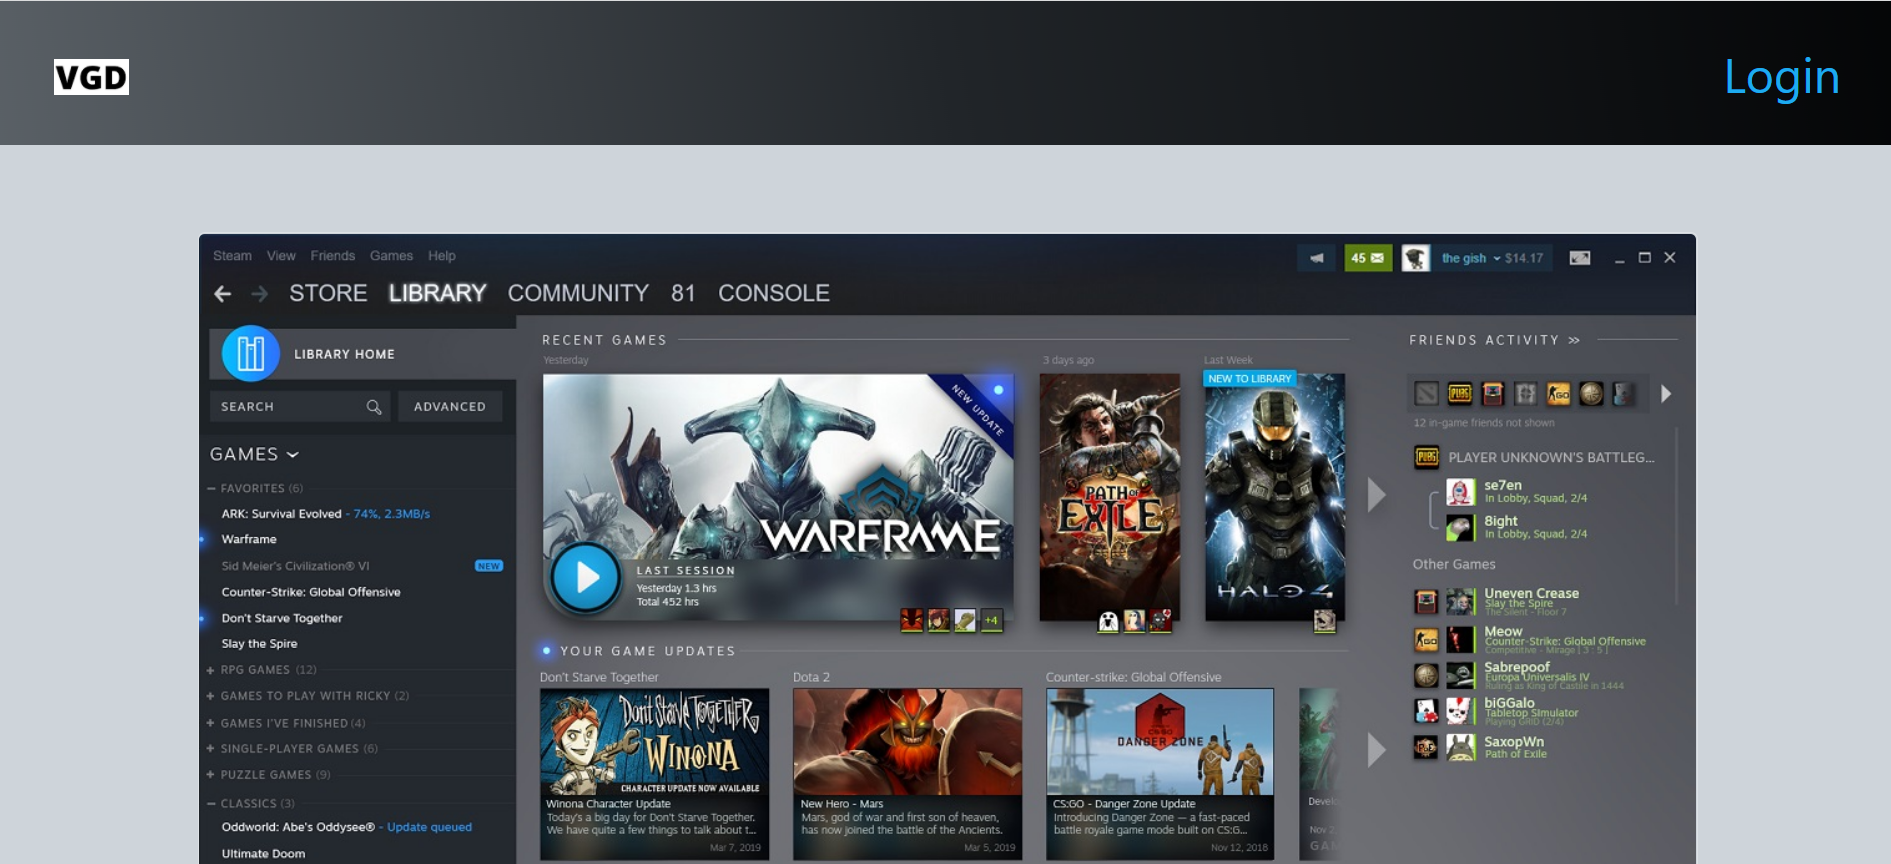 VGD
Login
Steam View Friends Games Help
45
the gish $14.17
STORE LIBRARY COMMUNITY 81 CONSOLE
LIBRARY HOME
SEARCH
ADVANCED
GAMES
FAVORITES (6)
ARK: Survival Evolved - 74%, 2.3MB/s
Warframe
Sid Meier's Civilization® VI NEW
Counter-Strike: Global Offensive
Don't Starve Together
Slay the Spire
RPG GAMES (12)
GAMES TO PLAY WITH RICKY (2)
GAMES I'VE FINISHED (4)
SINGLE-PLAYER GAMES (6)
PUZZLE GAMES (9)
CLASSICS (3)
Oddworld: Abe's Oddysee® - Update queued
Ultimate Doom
RECENT GAMES
Yesterday
NEW UPDATE
WARFRAME
LAST SESSION
Yesterday 1.3 hrs
Total 452 hrs
+4
3 days ago
PATH OF
EXILE
Last Week
NEW TO LIBRARY
HALO 4
YOUR GAME UPDATES
Don't Starve Together
DON'T STARVE TOGETHER
WINONA
CHARACTER UPDATE NOW AVAILABLE
Winona Character Update
Today's a big day for Don't Starve Together.
We have quite a few things to talk about t...
Mar 7, 2019
Dota 2
New Hero - Mars
Mars, god of war and first son of heaven,
has now joined the battle of the Ancients.
Mar 5, 2019
Counter-strike: Global Offensive
CS:GO
DANGER ZONE
CS:GO - Danger Zone Update
Introducing Danger Zone — a fast-paced
battle royale game mode built on CS:G...
Nov 12, 2018
Nov 2
FRIENDS ACTIVITY
PUBG
GO
12 in-game friends not shown
PUBG
PLAYER UNKNOWN'S BATTLEG...
se7en
In Lobby, Squad, 2/4
8ight
In Lobby, Squad, 2/4
Other Games
Uneven Crease
Slay the Spire
The Silent - Floor 7
GO
Meow
Counter-Strike: Global Offensive
Competitive - Mirage [ 3 : 5 ]
Sabrepoof
Europa Universalis IV
Ruling as King of Castile in 1444
biGGalo
Tabletop Simulator
Playing GRID (2/4)
SaxopWn
Path of Exile